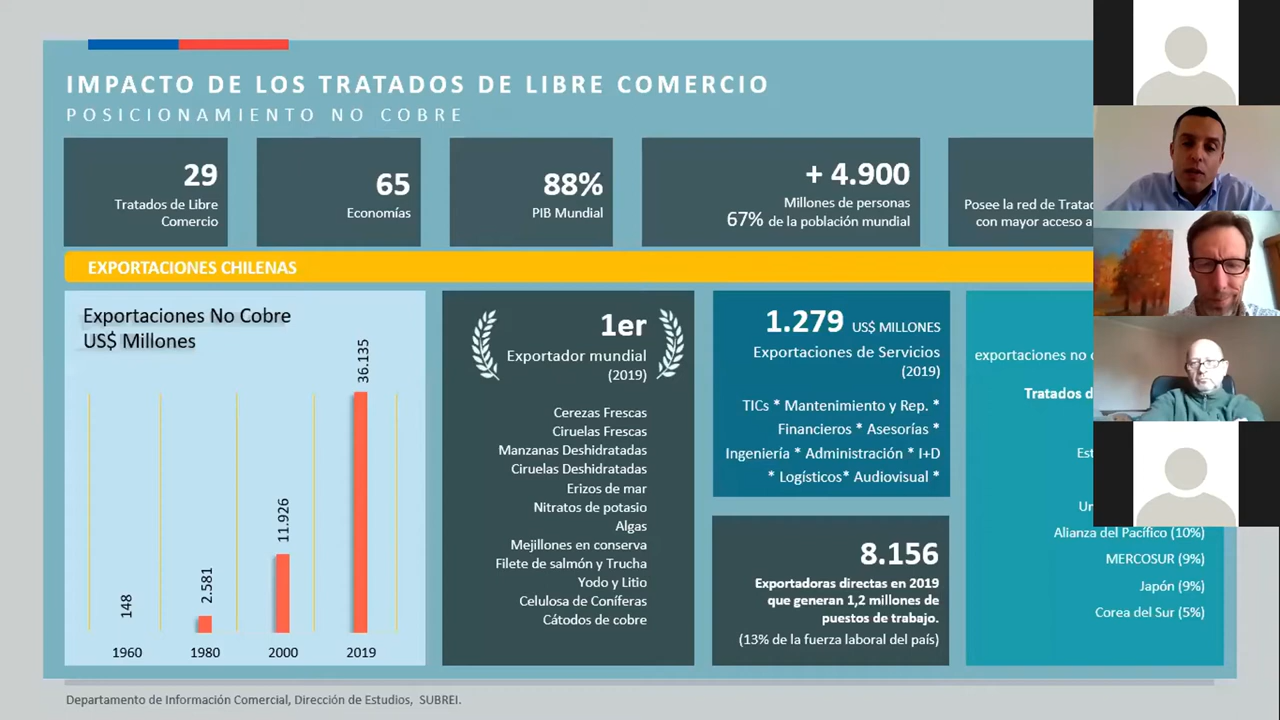 IMPACTO DE LOS TRATADOS DE LIBRE COMERCIO
POSICIONAMIENTO NO COBRE
29
Tratados de Libre
Comercio
65
Economías
88%
PIB Mundial
+ 4.900
Millones de personas
67% de la población mundial
Posee la red de
con mayor acceso
EXPORTACIONES CHILENAS
Exportaciones No Cobre
US$ Millones
148
2.581
11.926
36.135
1960
1980
2000
2019
1er
Exportador mundial
(2019)
Cerezas Frescas
Ciruelas Frescas
Manzanas Deshidratadas
Ciruelas Deshidratadas
Erizos de mar
Nitratos de potasio
Algas
Mejillones en conserva
Filete de salmón y Trucha
Yodo y Litio
Celulosa de Coníferas
Cátodos de cobre
1.279 US$ MILLONES
Exportaciones de Servicios
(2019)
TICs * Mantenimiento y Rep. *
Financieros * Asesorías *
Ingeniería * Administración * I+D
* Logísticos* Audiovisual *
8.156
Exportadoras directas en 2019
que generan 1,2 millones de
puestos de trabajo.
(13% de la fuerza laboral del país)
exportaciones no
Tratados
Alianza del Pacífico (10%)
MERCOSUR (9%)
Japón (9%)
Corea del Sur (5%)
Departamento de Información Comercial, Dirección de Estudios, SUBREI.